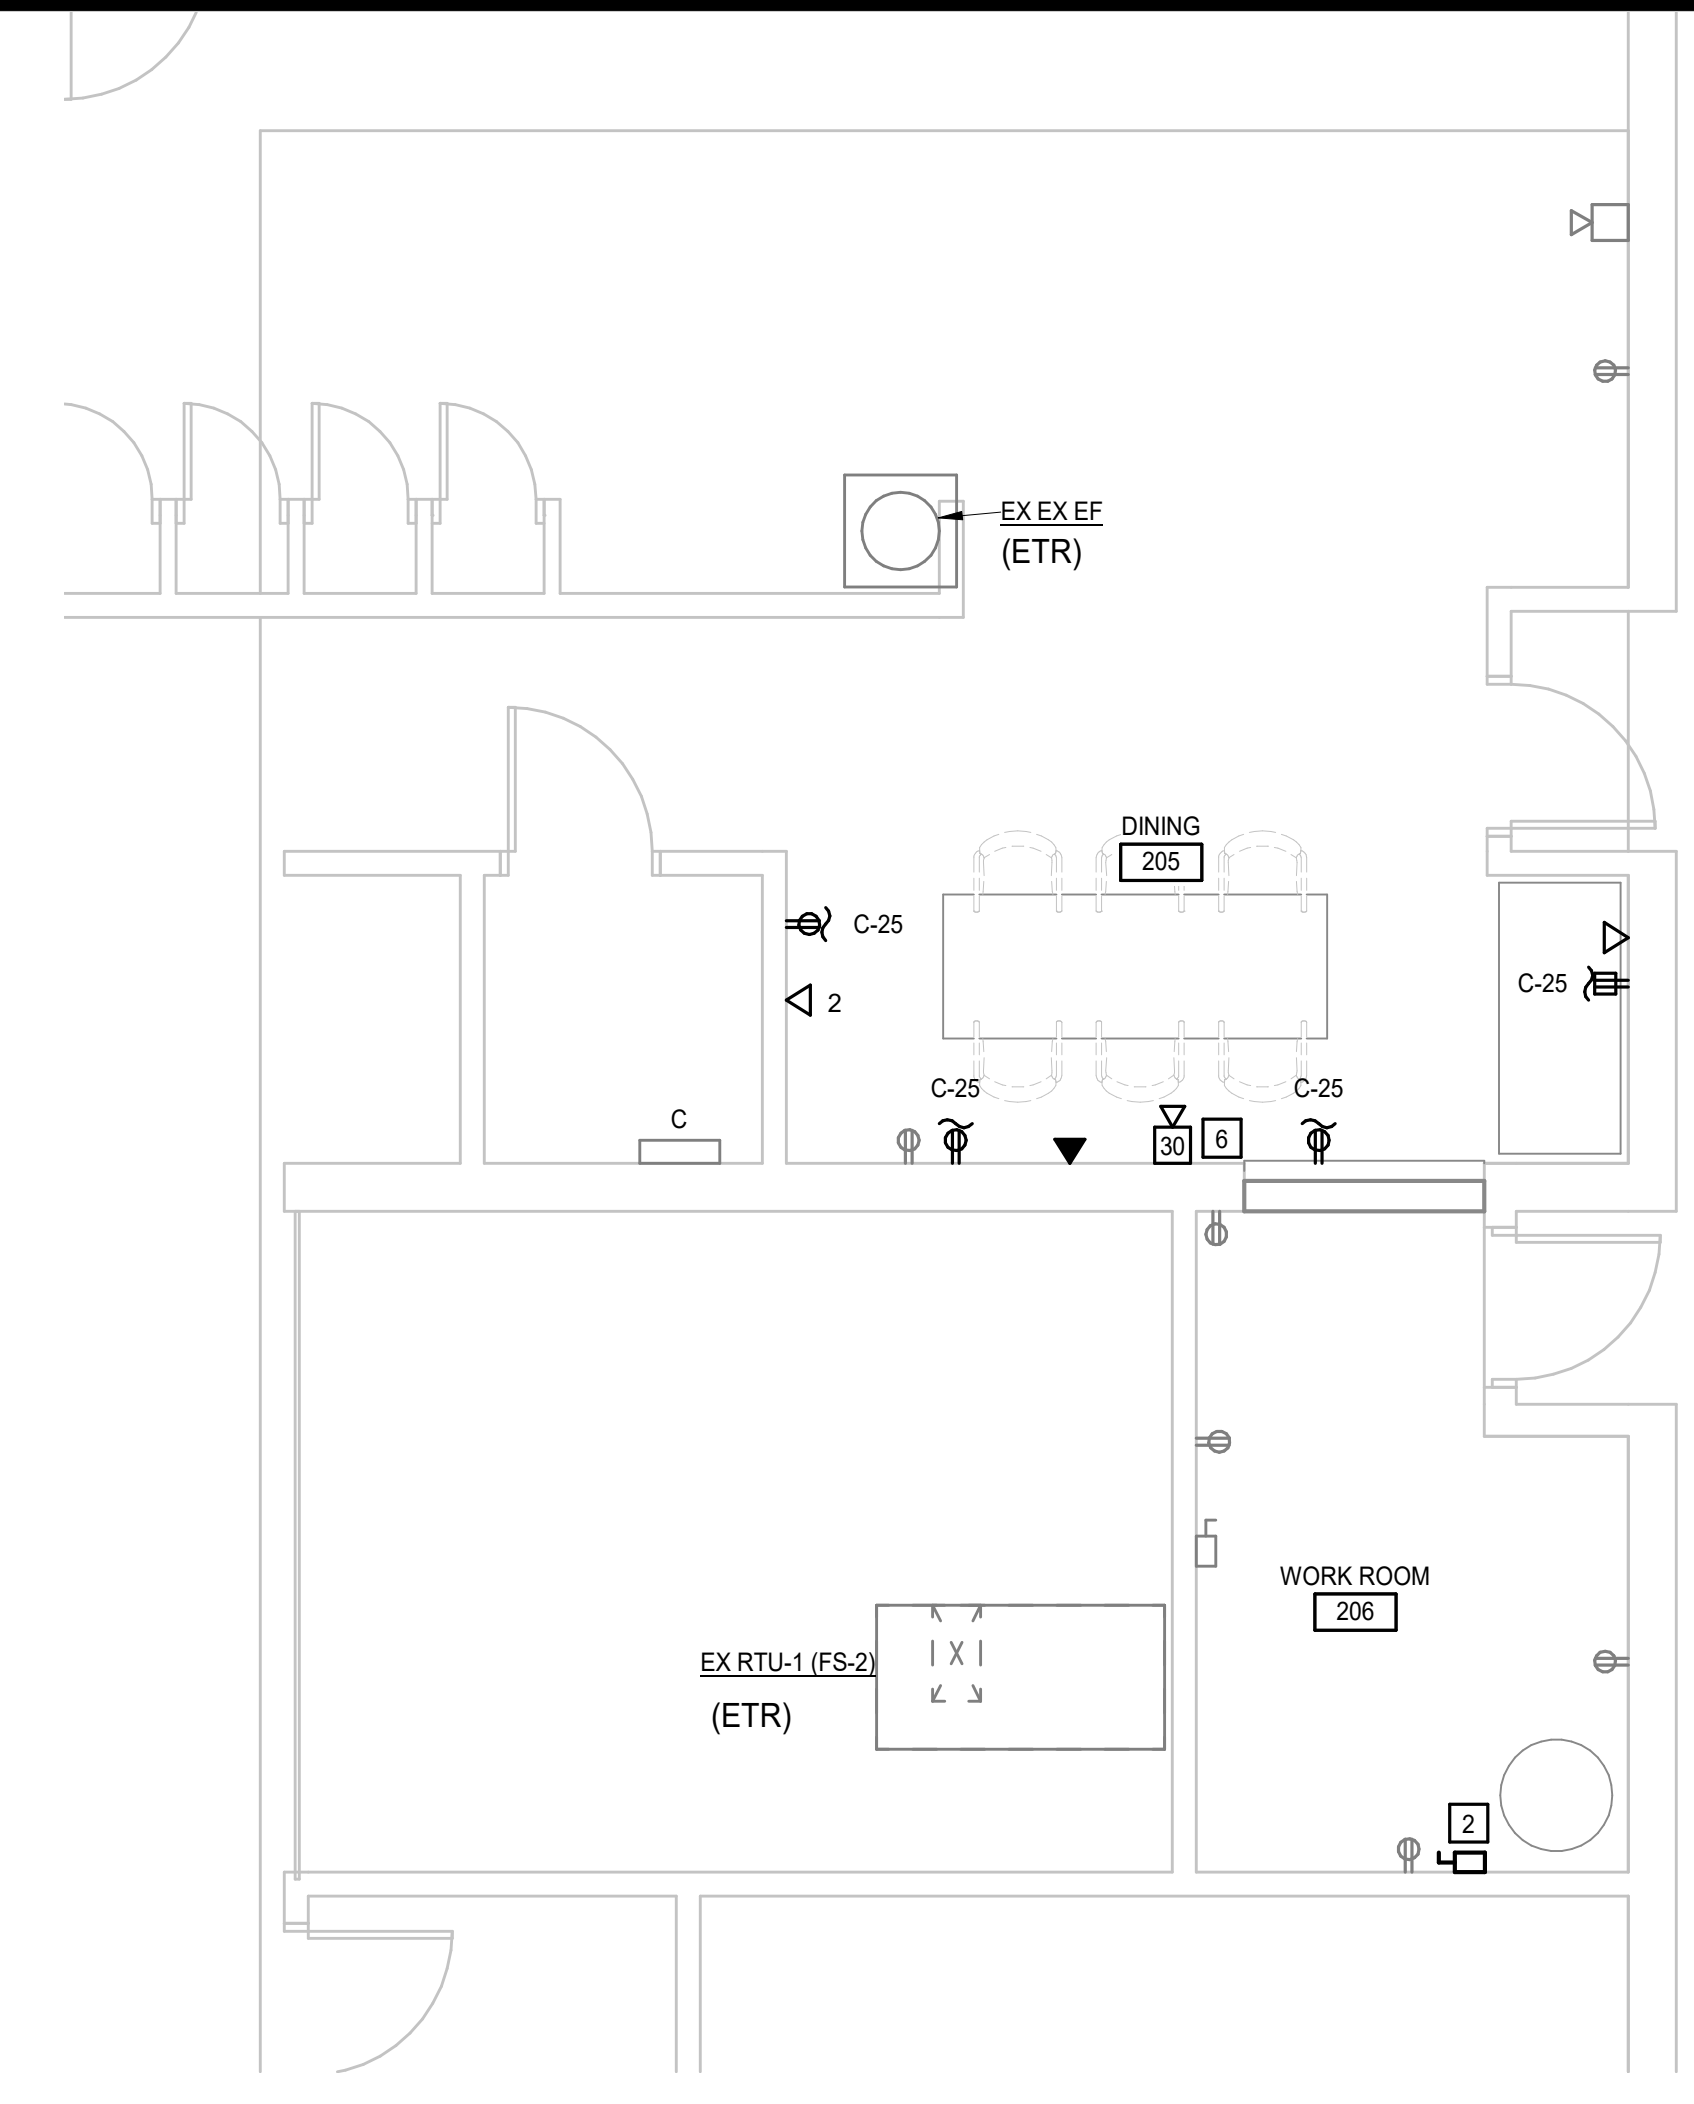 EX EX EF
(ETR)
DINING
205
C-25
C-25
2
C-25
C-25
C
30
6
WORK ROOM
206
EX RTU-1 (FS-2)
(ETR)
2